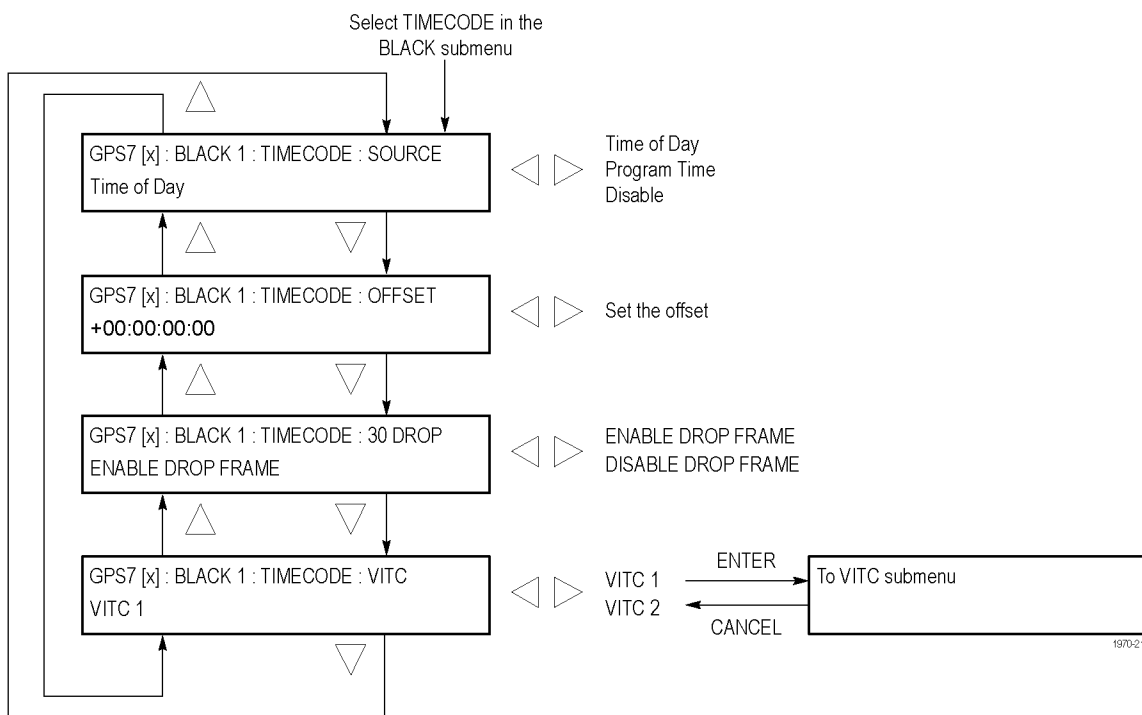 Select TIMECODE in the
BLACK submenu
GPS7 [x] : BLACK 1 : TIMECODE : SOURCE
Time of Day
Time of Day
Program Time
Disable
GPS7 [x] : BLACK 1 : TIMECODE : OFFSET
+00:00:00:00
Set the offset
GPS7 [x] : BLACK 1 : TIMECODE : 30 DROP
ENABLE DROP FRAME
ENABLE DROP FRAME
DISABLE DROP FRAME
GPS7 [x] : BLACK 1 : TIMECODE : VITC
VITC 1
VITC 1
VITC 2
ENTER
CANCEL
To VITC submenu